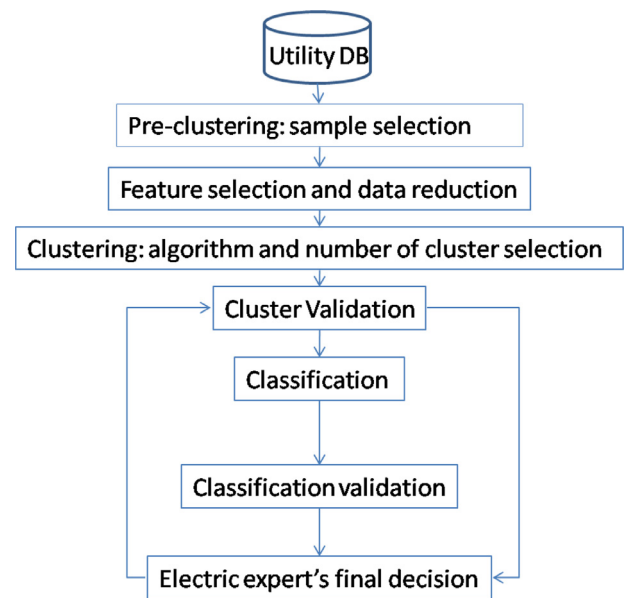 Utility DB
Pre-clustering: sample selection
Feature selection and data reduction
Clustering: algorithm and number of cluster selection
Cluster Validation
Classification
Classification validation
Electric expert's final decision